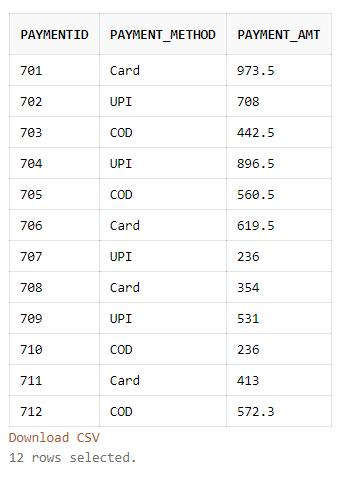 PAYMENTID PAYMENT_METHOD PAYMENT_AMT
701 Card 973.5
702 UPI 708
703 COD 442.5
704 UPI 896.5
705 COD 560.5
706 Card 619.5
707 UPI 236
708 Card 354
709 UPI 531
710 COD 236
711 Card 413
712 COD 572.3
Download CSV
12 rows selected.